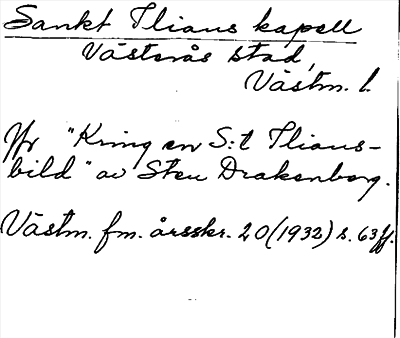 Sankt Ilians kapell
Västerås stad,
Västm. l.
Jfr "Kring en S:t Ilians-
bild" av Sten Drakenberg.
Västm. fm. årsskr. 20 (1932) s. 63 ff.